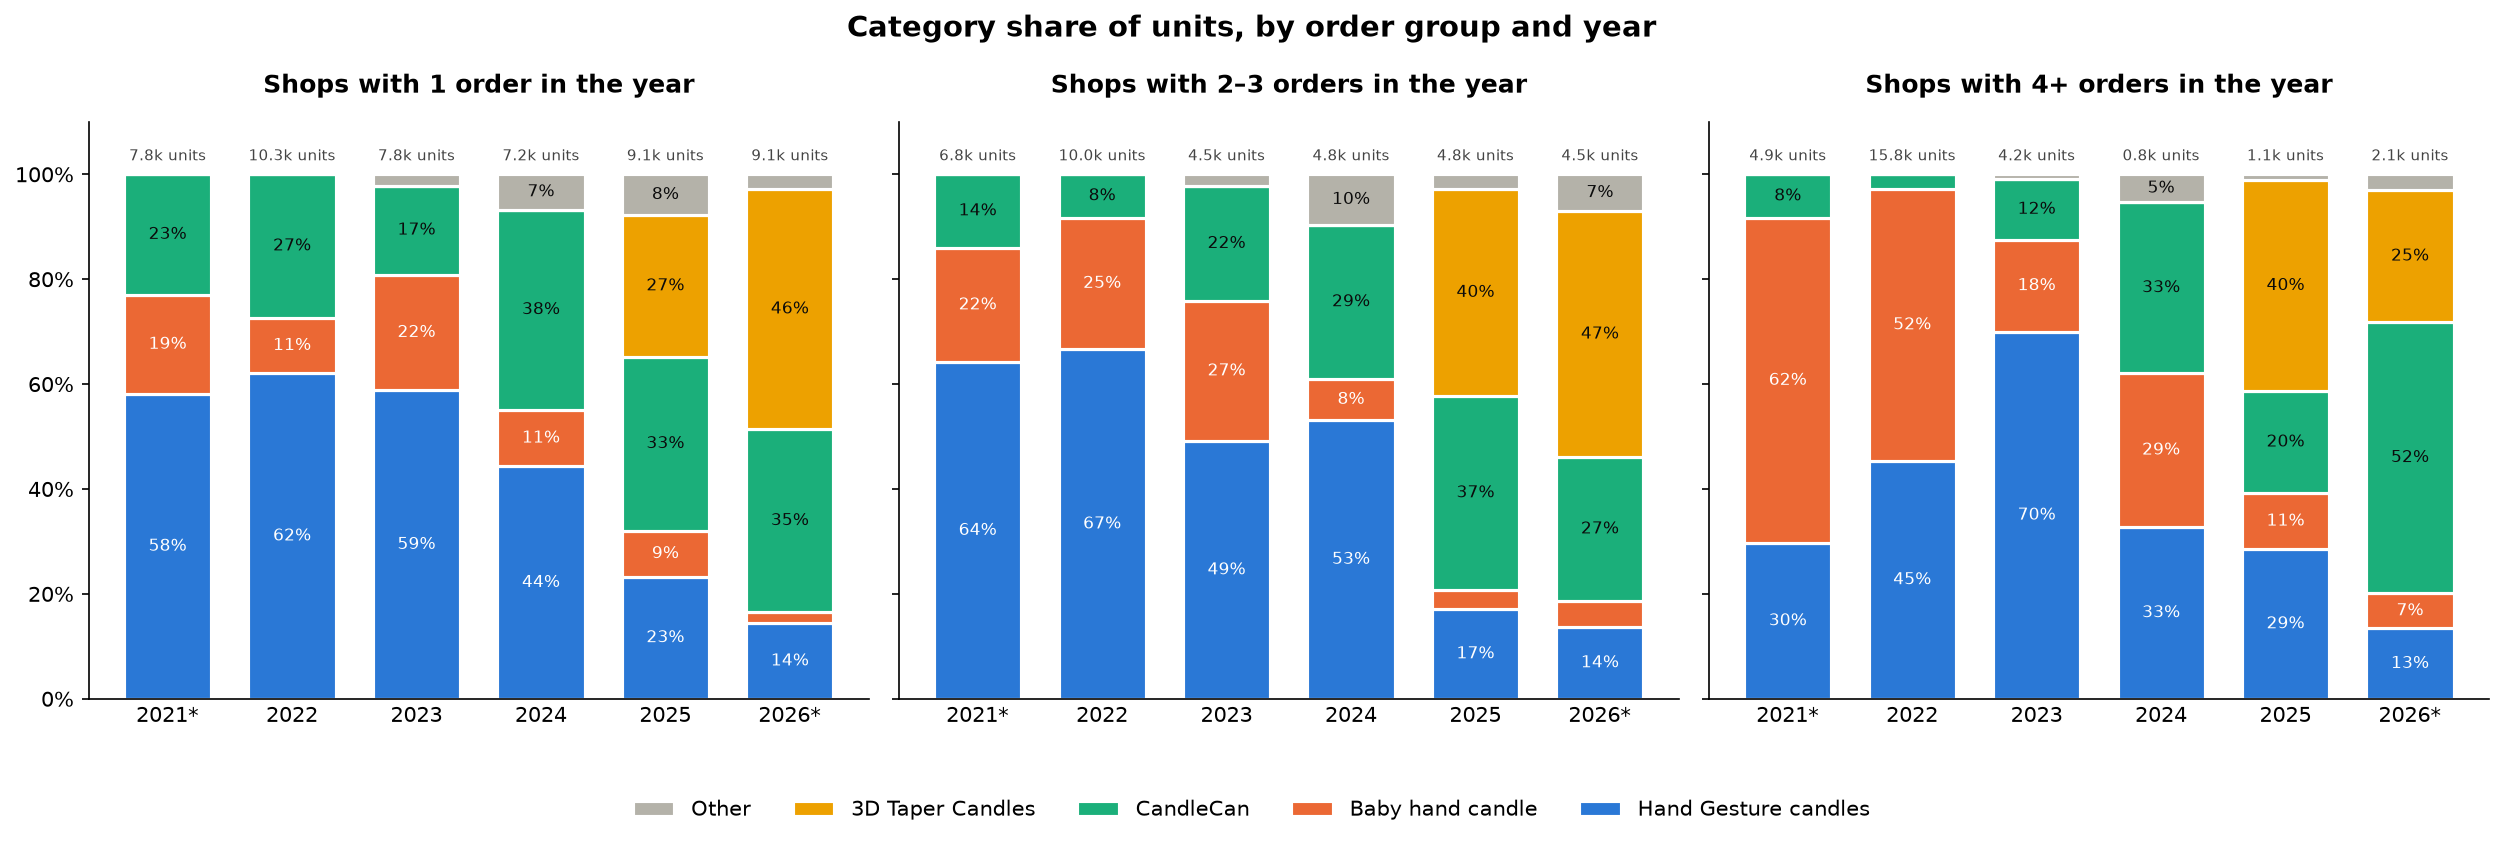 Category share of units, by order group and year
Shops with 1 order in the year
7.8k units 10.3k units 7.8k units 7.2k units 9.1k units 9.1k units
100%
80%
60%
40%
20%
0%
23% 19% 58%
27% 11% 62%
17% 22% 59%
7% 38% 11% 44%
8% 27% 33% 9% 23%
46% 35% 14%
2021* 2022 2023 2024 2025 2026*
Shops with 2–3 orders in the year
6.8k units 10.0k units 4.5k units 4.8k units 4.8k units 4.5k units
14% 22% 64%
8% 25% 67%
22% 27% 49%
10% 29% 8% 53%
40% 37% 17%
7% 47% 27% 14%
2021* 2022 2023 2024 2025 2026*
Shops with 4+ orders in the year
4.9k units 15.8k units 4.2k units 0.8k units 1.1k units 2.1k units
8% 62% 30%
52% 45%
12% 18% 70%
5% 33% 29% 33%
40% 20% 11% 29%
25% 52% 7% 13%
2021* 2022 2023 2024 2025 2026*
Other 3D Taper Candles CandleCan Baby hand candle Hand Gesture candles